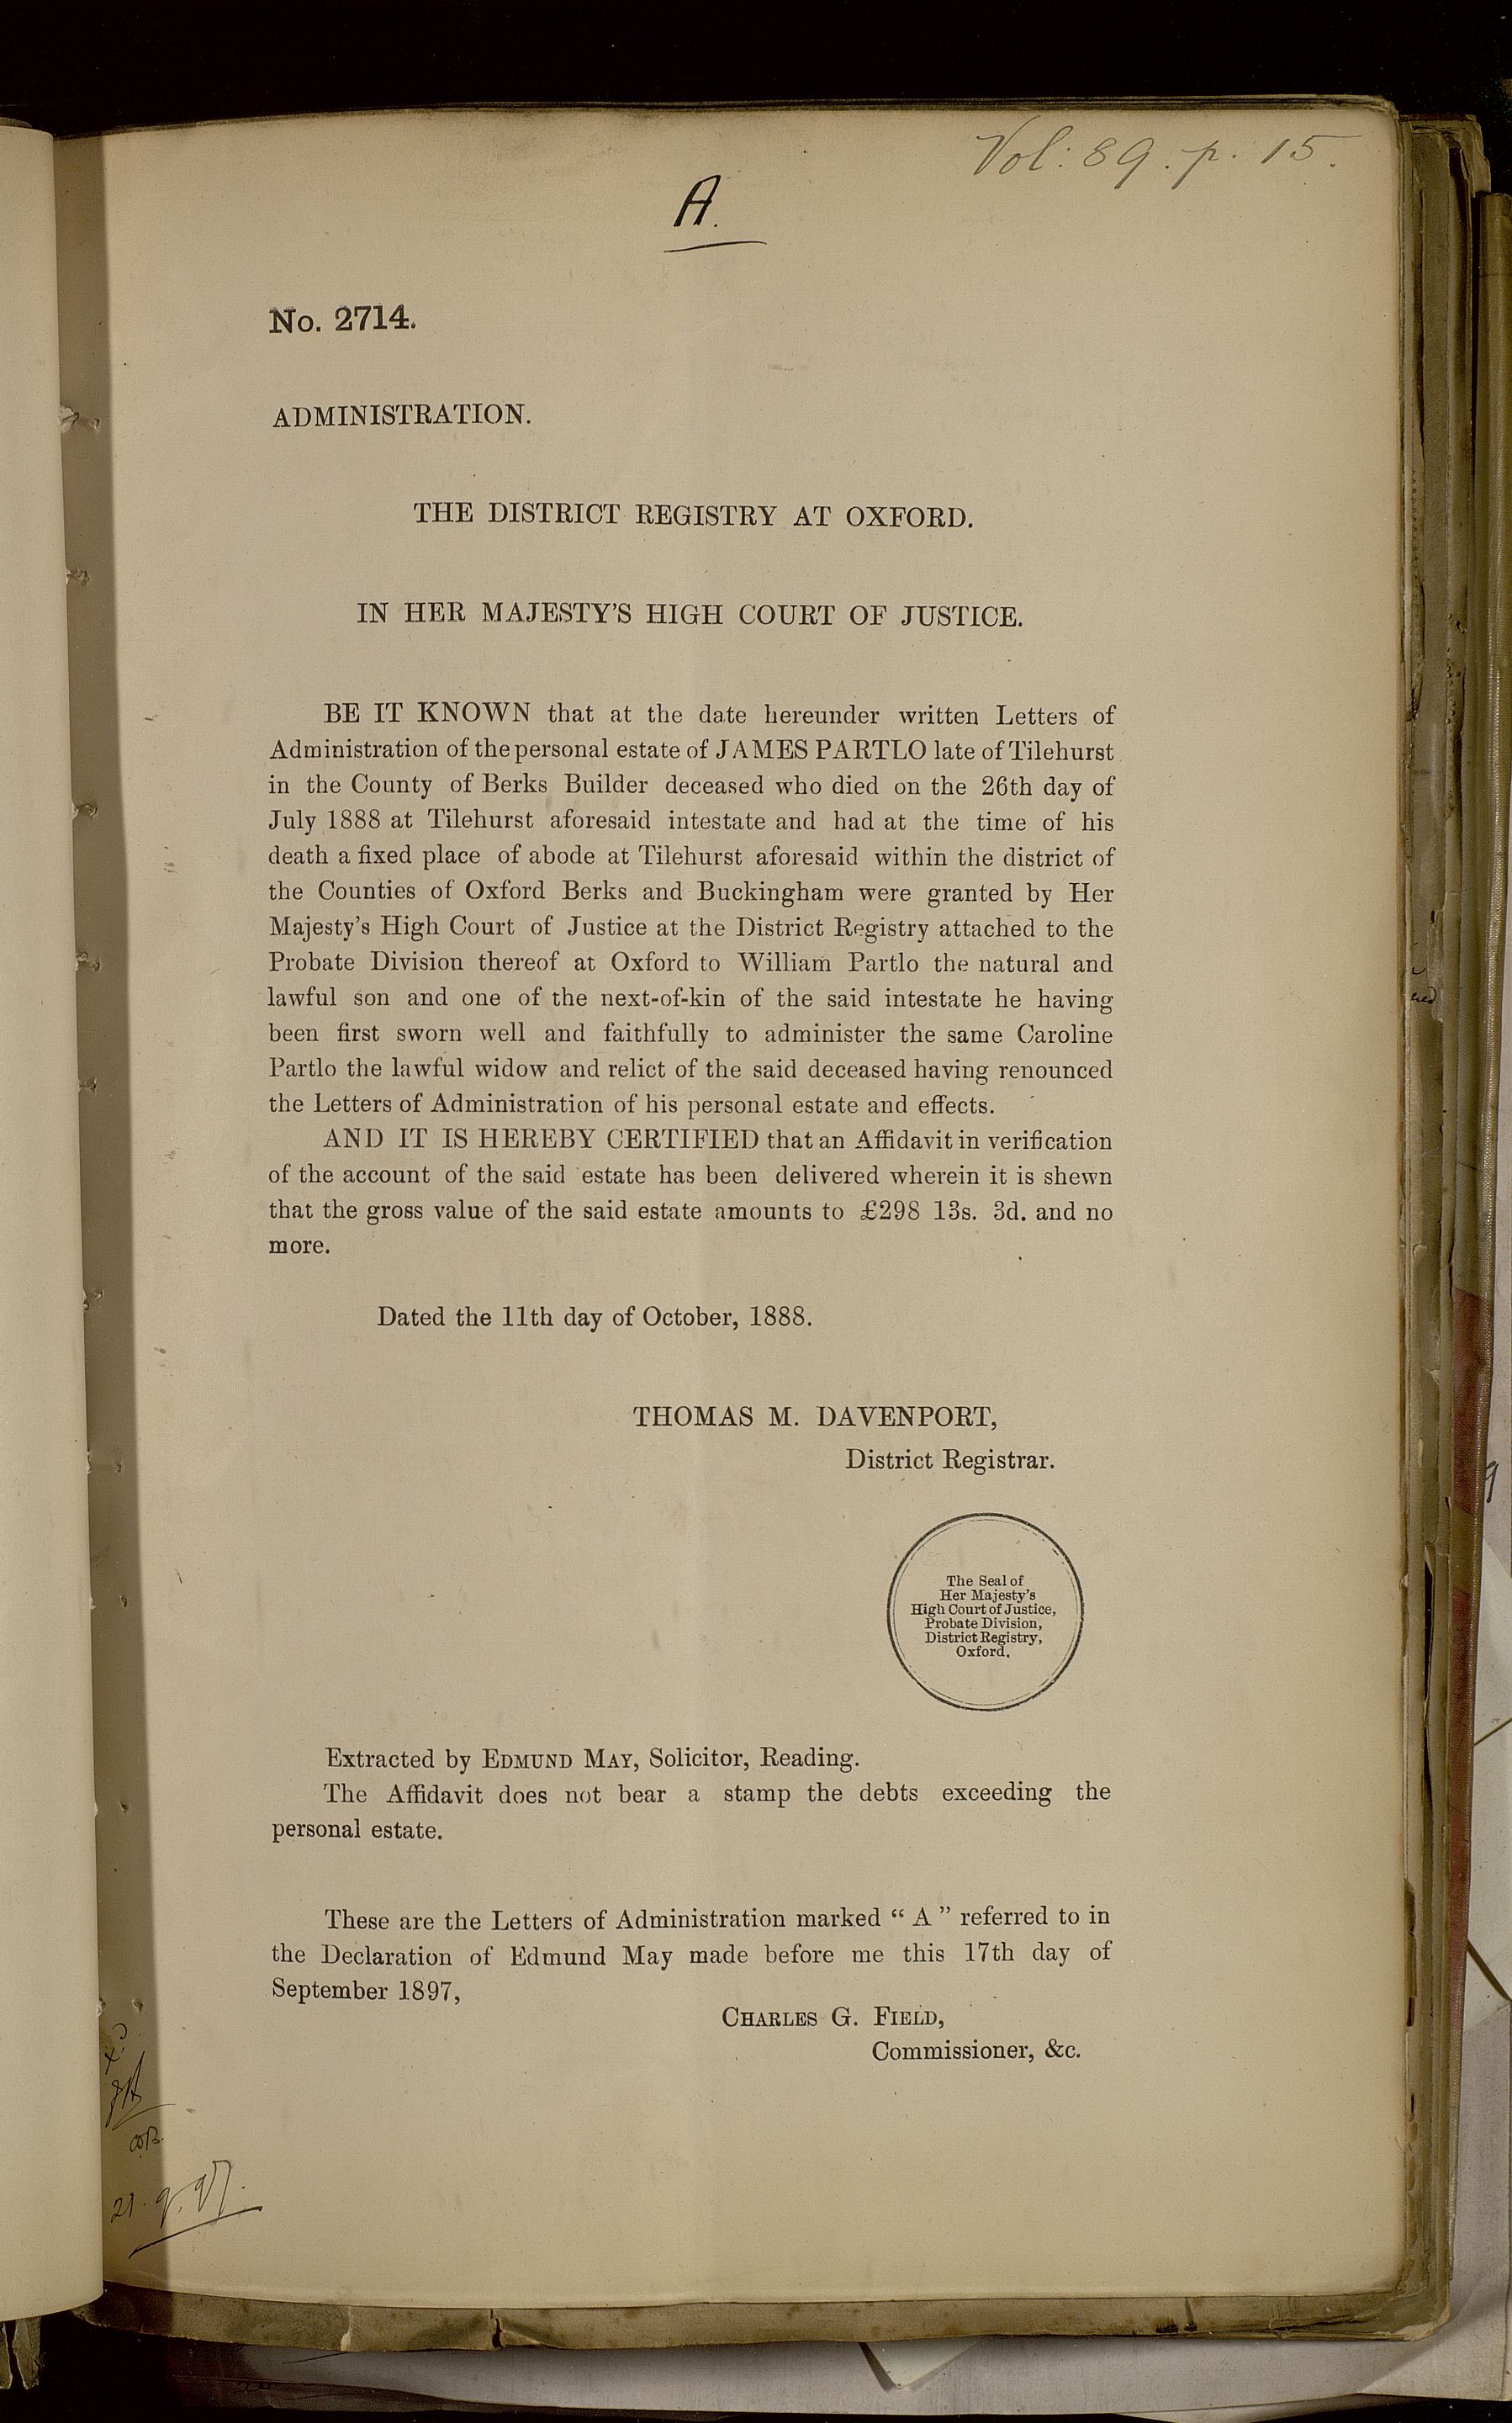 Vol: 89. p. 15.
A.
No. 2714.
ADMINISTRATION.
THE DISTRICT REGISTRY AT OXFORD.
IN HER MAJESTY'S HIGH COURT OF JUSTICE.
BE IT KNOWN that at the date hereunder written Letters of
Administration of the personal estate of JAMES PARTLO late of Tilehurst
in the County of Berks Builder deceased who died on the 26th day of
July 1888 at Tilehurst aforesaid intestate and had at the time of his
death a fixed place of abode at Tilehurst aforesaid within the district of
the Counties of Oxford Berks and Buckingham were granted by Her
Majesty's High Court of Justice at the District Registry attached to the
Probate Division thereof at Oxford to William Partlo the natural and
lawful son and one of the next-of-kin of the said intestate he having
been first sworn well and faithfully to administer the same Caroline
Partlo the lawful widow and relict of the said deceased having renounced
the Letters of Administration of his personal estate and effects.
AND IT IS HEREBY CERTIFIED that an Affidavit in verification
of the account of the said estate has been delivered wherein it is shewn
that the gross value of the said estate amounts to £298 13s. 3d. and no
more.
Dated the 11th day of October, 1888.
THOMAS M. DAVENPORT,
District Registrar.
The Seal of
Her Majesty's
High Court of Justice,
Probate Division,
District Registry,
Oxford.
Extracted by EDMUND MAY, Solicitor, Reading.
The Affidavit does not bear a stamp the debts exceeding the
personal estate.
These are the Letters of Administration marked "A" referred to in
the Declaration of Edmund May made before me this 17th day of
September 1897,
CHARLES G. FIELD,
Commissioner, &c.
21.9.97.